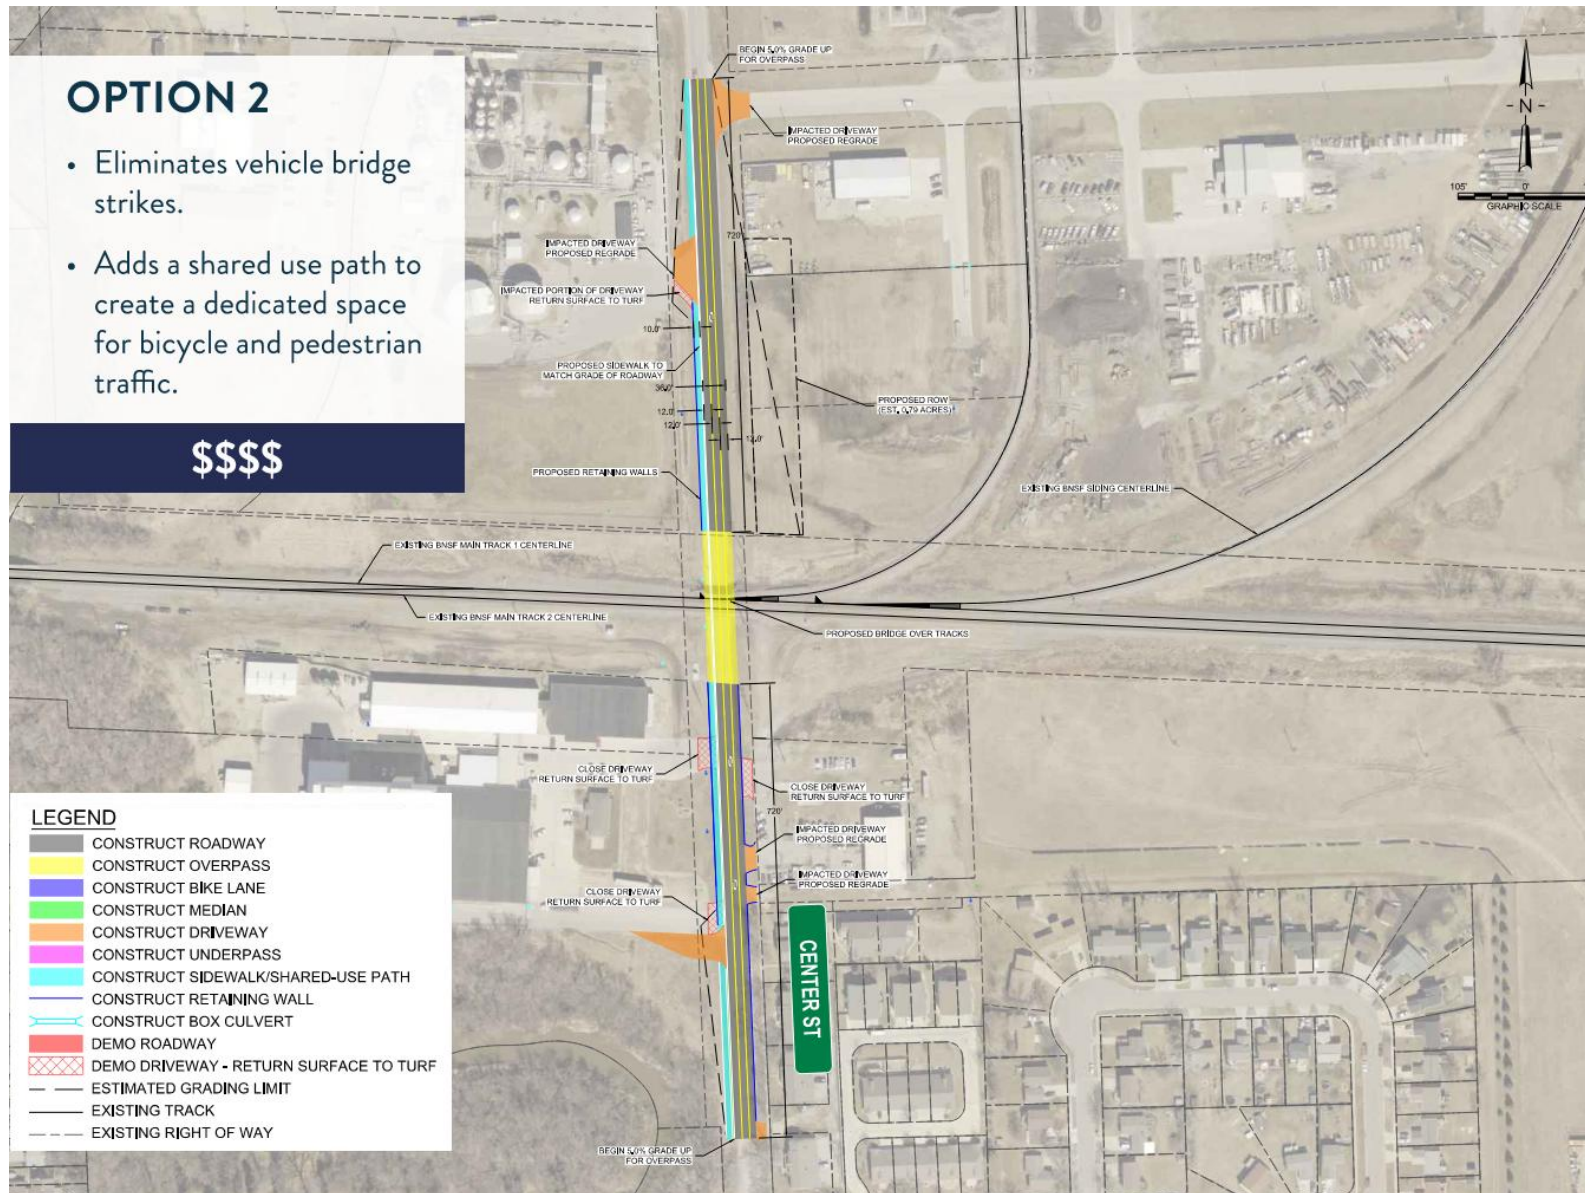 OPTION 2
• Eliminates vehicle bridge
strikes.
• Adds a shared use path to
create a dedicated space
for bicycle and pedestrian
traffic.
$$$$
BEGIN 5.0% GRADE UP
FOR OVERPASS
IMPACTED DRIVEWAY
PROPOSED REGRADE
- N -
105' 0'
GRAPHIC SCALE
720'
IMPACTED DRIVEWAY
PROPOSED REGRADE
IMPACTED PORTION OF DRIVEWAY
RETURN SURFACE TO TURF
10.0'
PROPOSED SIDEWALK TO
MATCH GRADE OF ROADWAY
36.0'
12.0'
12.0'
12.0'
PROPOSED ROW
(EST. 0.79 ACRES)
PROPOSED RETAINING WALLS
EXISTING BNSF SIDING CENTERLINE
EXISTING BNSF MAIN TRACK 1 CENTERLINE
EXISTING BNSF MAIN TRACK 2 CENTERLINE
PROPOSED BRIDGE OVER TRACKS
CLOSE DRIVEWAY
RETURN SURFACE TO TURF
CLOSE DRIVEWAY
RETURN SURFACE TO TURF
720'
IMPACTED DRIVEWAY
PROPOSED REGRADE
IMPACTED DRIVEWAY
PROPOSED REGRADE
CLOSE DRIVEWAY
RETURN SURFACE TO TURF
CENTER ST
BEGIN 5.0% GRADE UP
FOR OVERPASS
LEGEND
CONSTRUCT ROADWAY
CONSTRUCT OVERPASS
CONSTRUCT BIKE LANE
CONSTRUCT MEDIAN
CONSTRUCT DRIVEWAY
CONSTRUCT UNDERPASS
CONSTRUCT SIDEWALK/SHARED-USE PATH
CONSTRUCT RETAINING WALL
CONSTRUCT BOX CULVERT
DEMO ROADWAY
DEMO DRIVEWAY - RETURN SURFACE TO TURF
ESTIMATED GRADING LIMIT
EXISTING TRACK
EXISTING RIGHT OF WAY